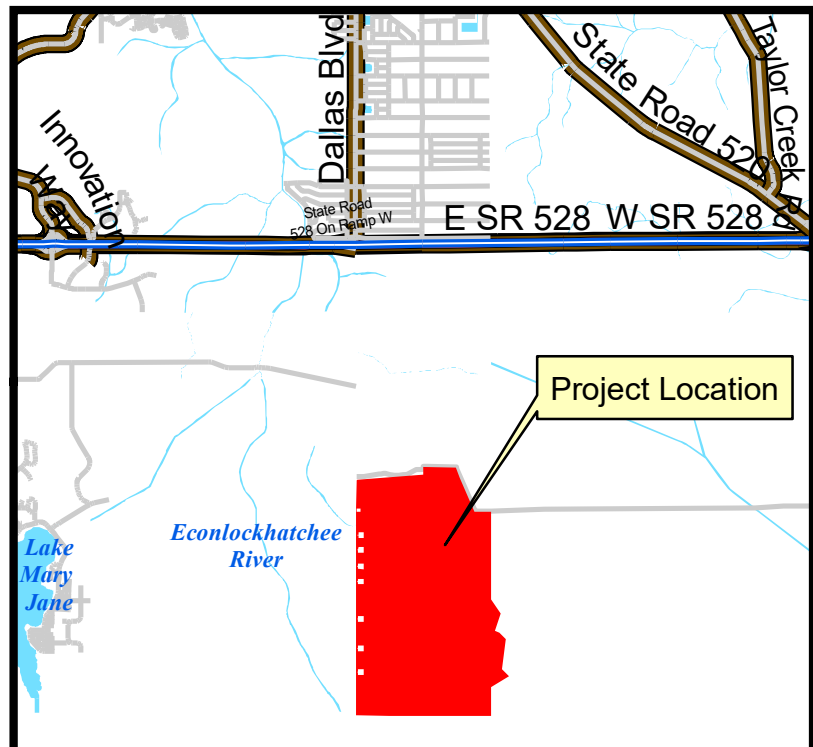 Dallas Blvd
State Road 520
Taylor Creek
Innovation
Way
State Road
528 On Ramp W
E SR 528 W SR 528
Project Location
Econlockhatchee
River
Lake
Mary
Jane